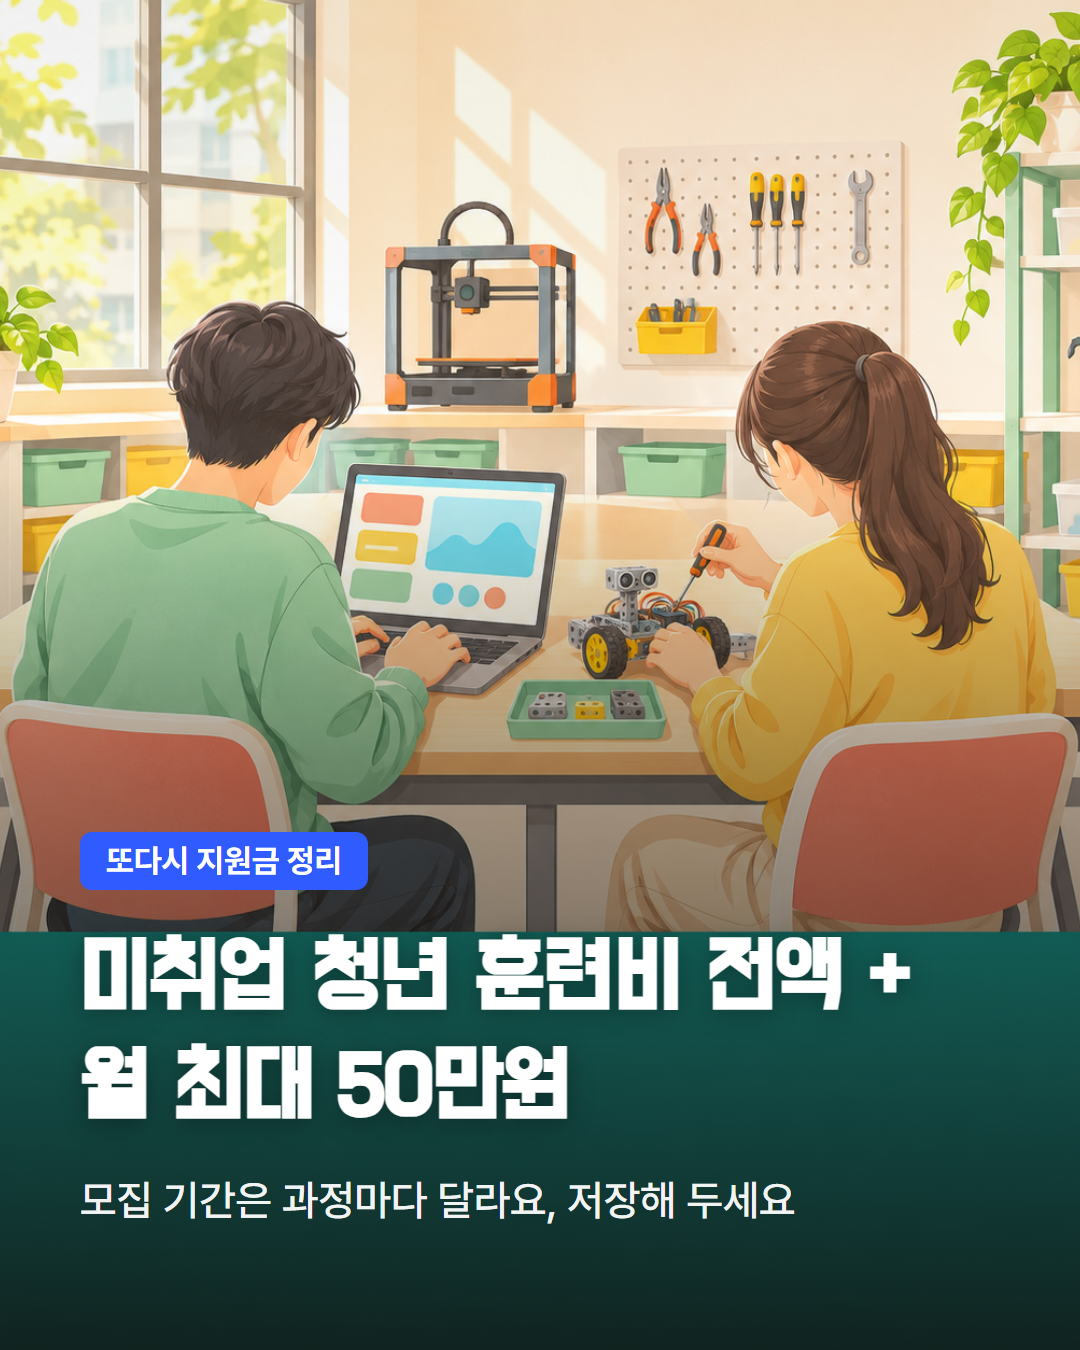 또다시 지원금 정리
미취업 청년 훈련비 전액 +
월 최대 50만원
모집 기간은 과정마다 달라요, 저장해 두세요